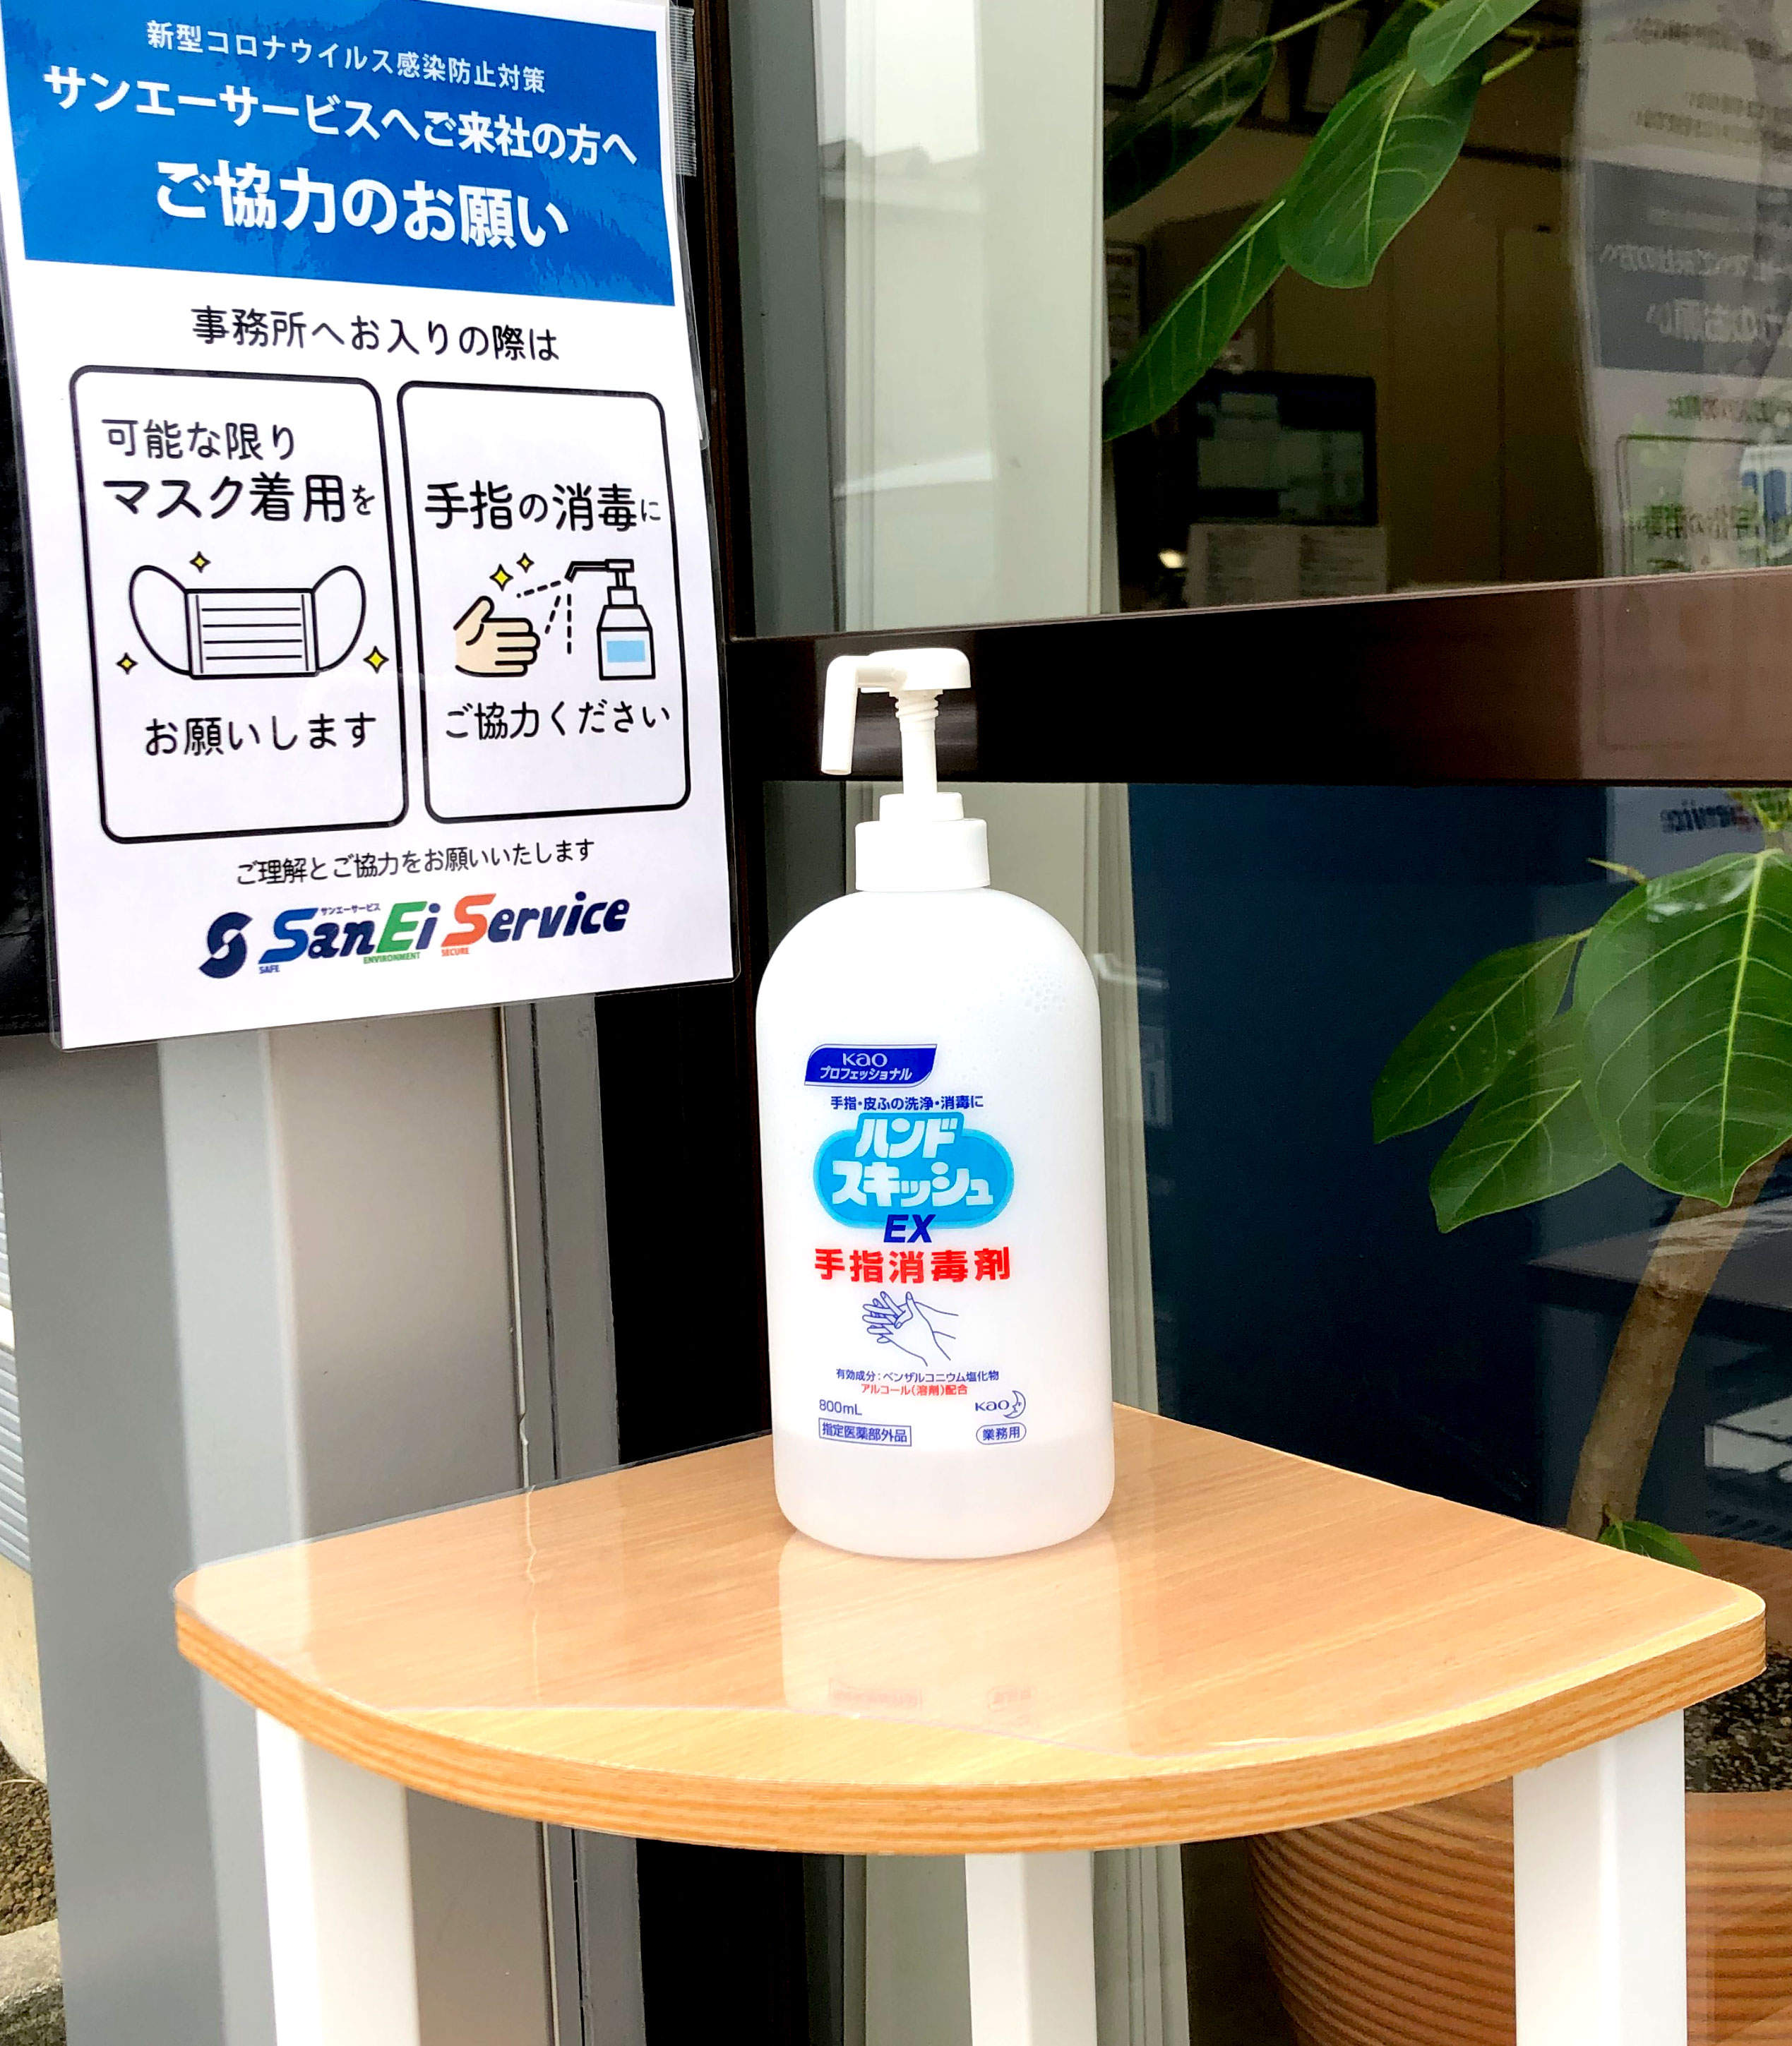 新型コロナウイルス感染防止対策
サンエーサービスへご来社の方へ
ご協力のお願い
事務所へお入りの際は
可能な限り
マスク着用を
お願いします
手指の消毒に
ご協力ください
ご理解とご協力をお願いいたします
サンエーサービス
SanEi Service
SAFE ENVIRONMENT SECURE
Kao
プロフェッショナル
手指・皮ふの洗浄・消毒に
ハンド
スキッシュ
EX
手指消毒剤
有効成分：ベンザルコニウム塩化物
アルコール（溶剤）配合
800mL
Kao
指定医薬部外品
業務用